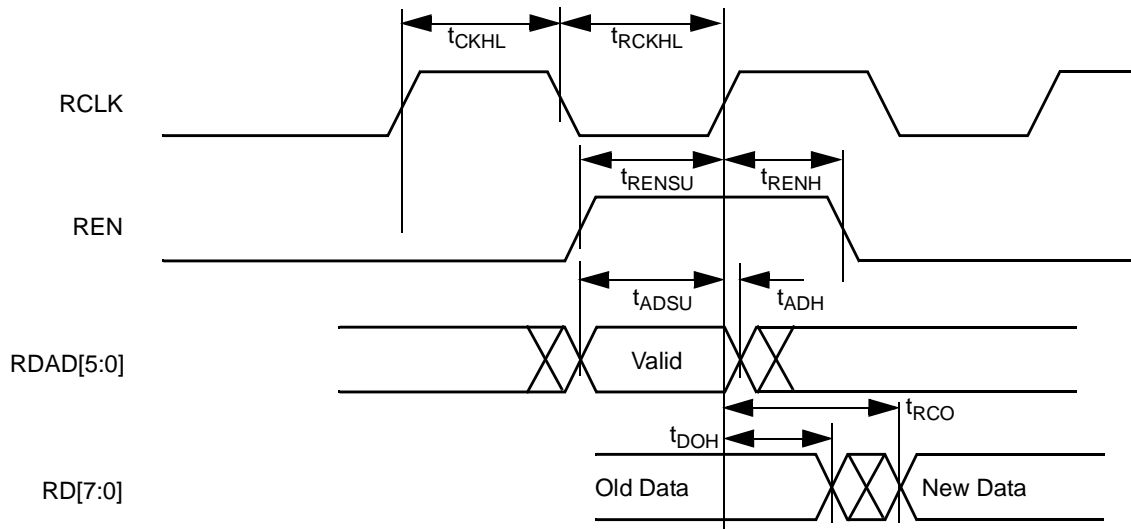 tCKHL tRCKHL
RCLK
tRENSU tRENH
REN
tADSU tADH
RDAD[5:0] Valid
tRCO
tDOH
RD[7:0] Old Data New Data